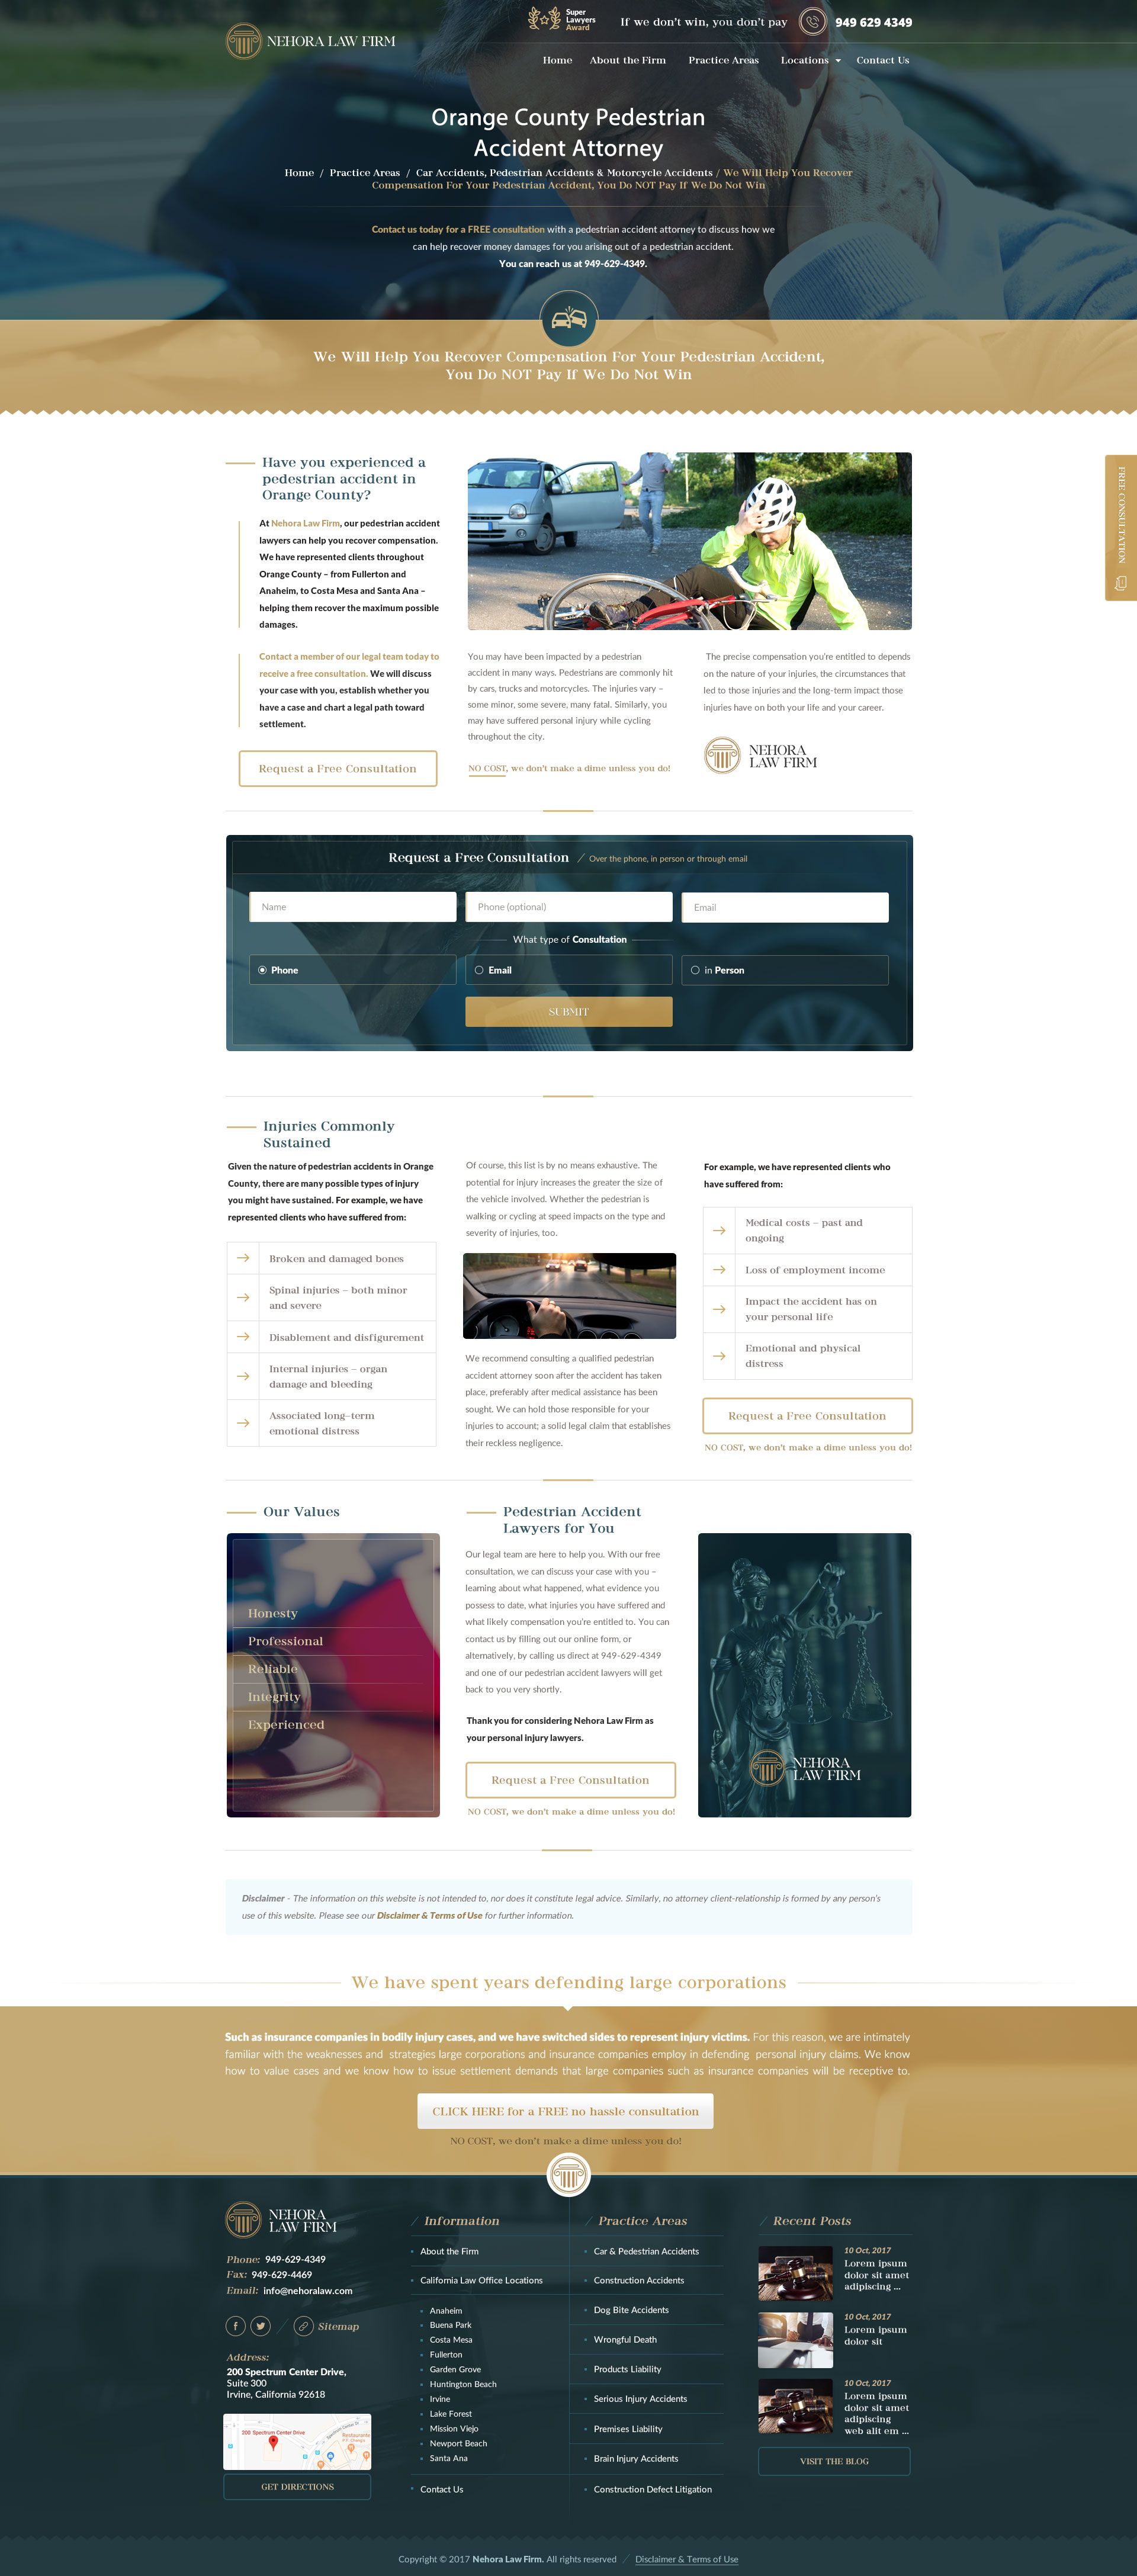 NEHORA LAW FIRM
Super
Lawyers
Award
If we don't win, you don't pay
949 629 4349
Home
About the Firm
Practice Areas
Locations
Contact Us
Orange County Pedestrian
Accident Attorney
Home / Practice Areas / Car Accidents, Pedestrian Accidents & Motorcycle Accidents / We Will Help You Recover
Compensation For Your Pedestrian Accident, You Do NOT Pay If We Do Not Win
Contact us today for a FREE consultation with a pedestrian accident attorney to discuss how we
can help recover money damages for you arising out of a pedestrian accident.
You can reach us at 949-629-4349.
We Will Help You Recover Compensation For Your Pedestrian Accident,
You Do NOT Pay If We Do Not Win
FREE CONSULTATION
Have you experienced a
pedestrian accident in
Orange County?
At Nehora Law Firm, our pedestrian accident
lawyers can help you recover compensation.
We have represented clients throughout
Orange County – from Fullerton and
Anaheim, to Costa Mesa and Santa Ana –
helping them recover the maximum possible
damages.
Contact a member of our legal team today to
receive a free consultation. We will discuss
your case with you, establish whether you
have a case and chart a legal path toward
settlement.
Request a Free Consultation
You may have been impacted by a pedestrian
accident in many ways. Pedestrians are commonly hit
by cars, trucks and motorcycles. The injuries vary –
some minor, some severe, many fatal. Similarly, you
may have suffered personal injury while cycling
throughout the city.
NO COST, we don't make a dime unless you do!
The precise compensation you're entitled to depends
on the nature of your injuries, the circumstances that
led to those injuries and the long-term impact those
injuries have on both your life and your career.
NEHORA
LAW FIRM
Request a Free Consultation / Over the phone, in person or through email
Name
Phone (optional)
Email
What type of Consultation
Phone
Email
in Person
SUBMIT
Injuries Commonly
Sustained
Given the nature of pedestrian accidents in Orange
County, there are many possible types of injury
you might have sustained. For example, we have
represented clients who have suffered from:
Broken and damaged bones
Spinal injuries – both minor
and severe
Disablement and disfigurement
Internal injuries – organ
damage and bleeding
Associated long-term
emotional distress
Of course, this list is by no means exhaustive. The
potential for injury increases the greater the size of
the vehicle involved. Whether the pedestrian is
walking or cycling at speed impacts on the type and
severity of injuries, too.
We recommend consulting a qualified pedestrian
accident attorney soon after the accident has taken
place, preferably after medical assistance has been
sought. We can hold those responsible for your
injuries to account; a solid legal claim that establishes
their reckless negligence.
For example, we have represented clients who
have suffered from:
Medical costs – past and
ongoing
Loss of employment income
Impact the accident has on
your personal life
Emotional and physical
distress
Request a Free Consultation
NO COST, we don't make a dime unless you do!
Our Values
Honesty
Professional
Reliable
Integrity
Experienced
Pedestrian Accident
Lawyers for You
Our legal team are here to help you. With our free
consultation, we can discuss your case with you –
learning about what happened, what evidence you
possess to date, what injuries you have suffered and
what likely compensation you're entitled to. You can
contact us by filling out our online form, or
alternatively, by calling us direct at 949-629-4349
and one of our pedestrian accident lawyers will get
back to you very shortly.
Thank you for considering Nehora Law Firm as
your personal injury lawyers.
Request a Free Consultation
NO COST, we don't make a dime unless you do!
NEHORA
LAW FIRM
Disclaimer - The information on this website is not intended to, nor does it constitute legal advice. Similarly, no attorney client-relationship is formed by any person's
use of this website. Please see our Disclaimer & Terms of Use for further information.
We have spent years defending large corporations
Such as insurance companies in bodily injury cases, and we have switched sides to represent injury victims. For this reason, we are intimately
familiar with the weaknesses and strategies large corporations and insurance companies employ in defending personal injury claims. We know
how to value cases and we know how to issue settlement demands that large companies such as insurance companies will be receptive to.
CLICK HERE for a FREE no hassle consultation
NO COST, we don't make a dime unless you do!
NEHORA
LAW FIRM
Phone: 949-629-4349
Fax: 949-629-4469
Email: info@nehoralaw.com
Sitemap
Address:
200 Spectrum Center Drive,
Suite 300
Irvine, California 92618
200 Spectrum Center Drive
Restaurants
P.F. Chang's
Spectrum Center Dr
GET DIRECTIONS
/ Information
About the Firm
California Law Office Locations
Anaheim
Buena Park
Costa Mesa
Fullerton
Garden Grove
Huntington Beach
Irvine
Lake Forest
Mission Viejo
Newport Beach
Santa Ana
Contact Us
/ Practice Areas
Car & Pedestrian Accidents
Construction Accidents
Dog Bite Accidents
Wrongful Death
Products Liability
Serious Injury Accidents
Premises Liability
Brain Injury Accidents
Construction Defect Litigation
/ Recent Posts
10 Oct, 2017
Lorem ipsum
dolor sit amet
adipiscing ...
10 Oct, 2017
Lorem ipsum
dolor sit
10 Oct, 2017
Lorem ipsum
dolor sit amet
adipiscing
web alit em ...
VISIT THE BLOG
Copyright © 2017 Nehora Law Firm. All rights reserved / Disclaimer & Terms of Use